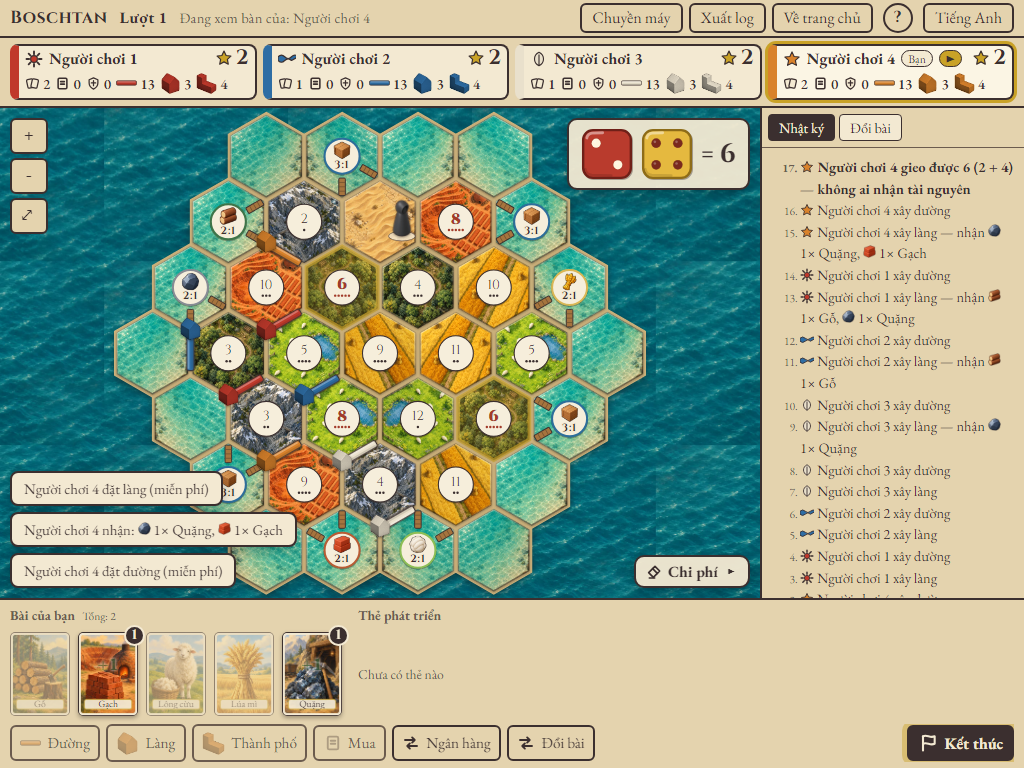 BOSCHTAN Lượt 1 Đang xem bàn của: Người chơi 4
Chuyền máy
Xuất log
Về trang chủ
?
Tiếng Anh
Người chơi 1 2
2 0 0 13 3 4
Người chơi 2 2
1 0 0 13 3 4
Người chơi 3 2
1 0 0 13 3 4
Người chơi 4 Bạn 2
2 0 0 13 3 4
+
-
= 6
3:1
2:1
2
8
3:1
2:1
10
6
4
10
2:1
3
5
9
11
5
3
8
12
6
3:1
3:1
9
4
11
2:1
2:1
Người chơi 4 đặt làng (miễn phí)
Người chơi 4 nhận: 1× Quặng, 1× Gạch
Người chơi 4 đặt đường (miễn phí)
Chi phí
Nhật ký
Đổi bài
17. Người chơi 4 gieo được 6 (2 + 4)
— không ai nhận tài nguyên
16. Người chơi 4 xây đường
15. Người chơi 4 xây làng — nhận
1× Quặng, 1× Gạch
14. Người chơi 1 xây đường
13. Người chơi 1 xây làng — nhận
1× Gỗ, 1× Quặng
12. Người chơi 2 xây đường
11. Người chơi 2 xây làng — nhận
1× Gỗ
10. Người chơi 3 xây đường
9. Người chơi 3 xây làng — nhận
1× Quặng
8. Người chơi 3 xây đường
7. Người chơi 3 xây làng
6. Người chơi 2 xây đường
5. Người chơi 2 xây làng
4. Người chơi 1 xây đường
3. Người chơi 1 xây làng
Bài của bạn Tổng: 2
Gỗ
1
Gạch
Lông cừu
Lúa mì
1
Quặng
Thẻ phát triển
Chưa có thẻ nào
Đường
Làng
Thành phố
Mua
Ngân hàng
Đổi bài
Kết thúc